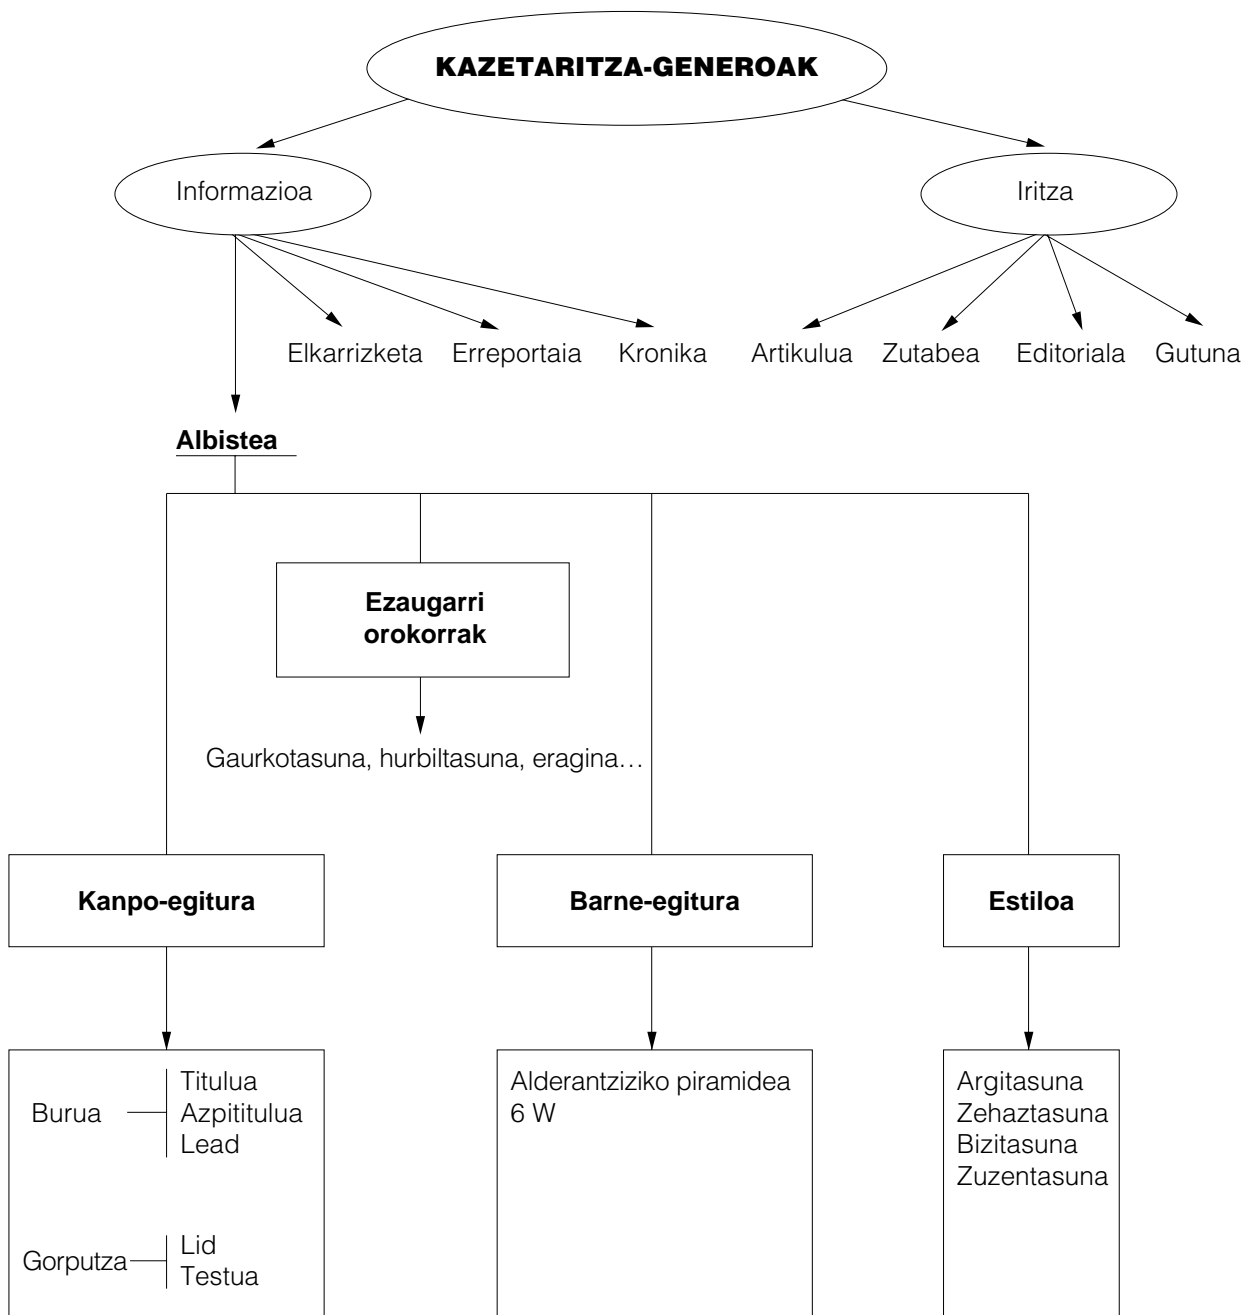 KAZETARITZA-GENEROAK
Informazioa
Iritza
Elkarrizketa
Erreportaia
Kronika
Artikulua
Zutabea
Editoriala
Gutuna
Albistea
Ezaugarri
orokorrak
Gaurkotasuna, hurbiltasuna, eragina…
Kanpo-egitura
Barne-egitura
Estiloa
Burua
Titulua
Azpititulua
Lead
Gorputza
Lid
Testua
Alderantziziko piramidea
6 W
Argitasuna
Zehaztasuna
Bizitasuna
Zuzentasuna